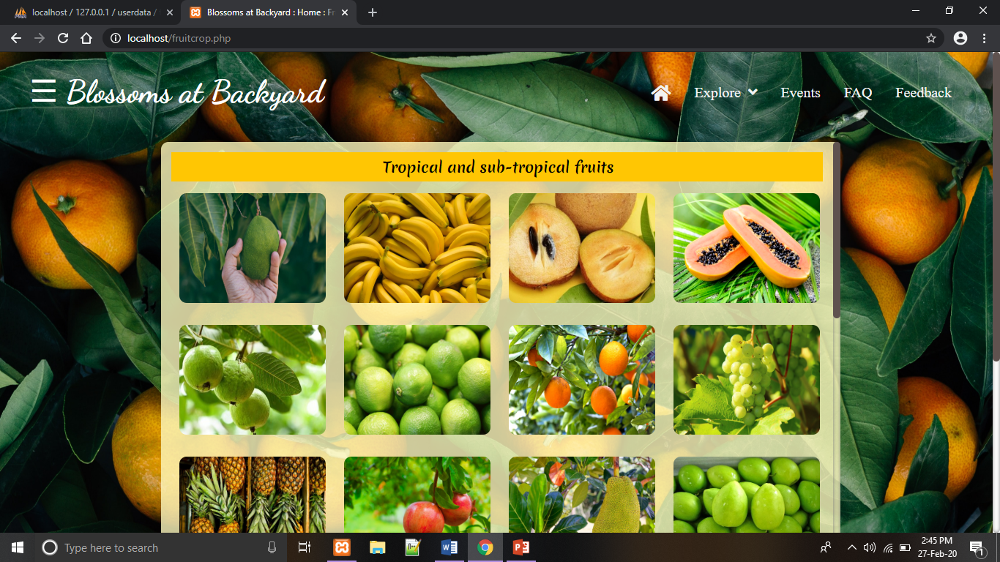 localhost / 127.0.0.1 / userdata /
Blossoms at Backyard : Home : Fr
localhost/fruitcrop.php
Blossoms at Backyard
Explore
Events
FAQ
Feedback
Tropical and sub-tropical fruits
Type here to search
2:45 PM
27-Feb-20
1